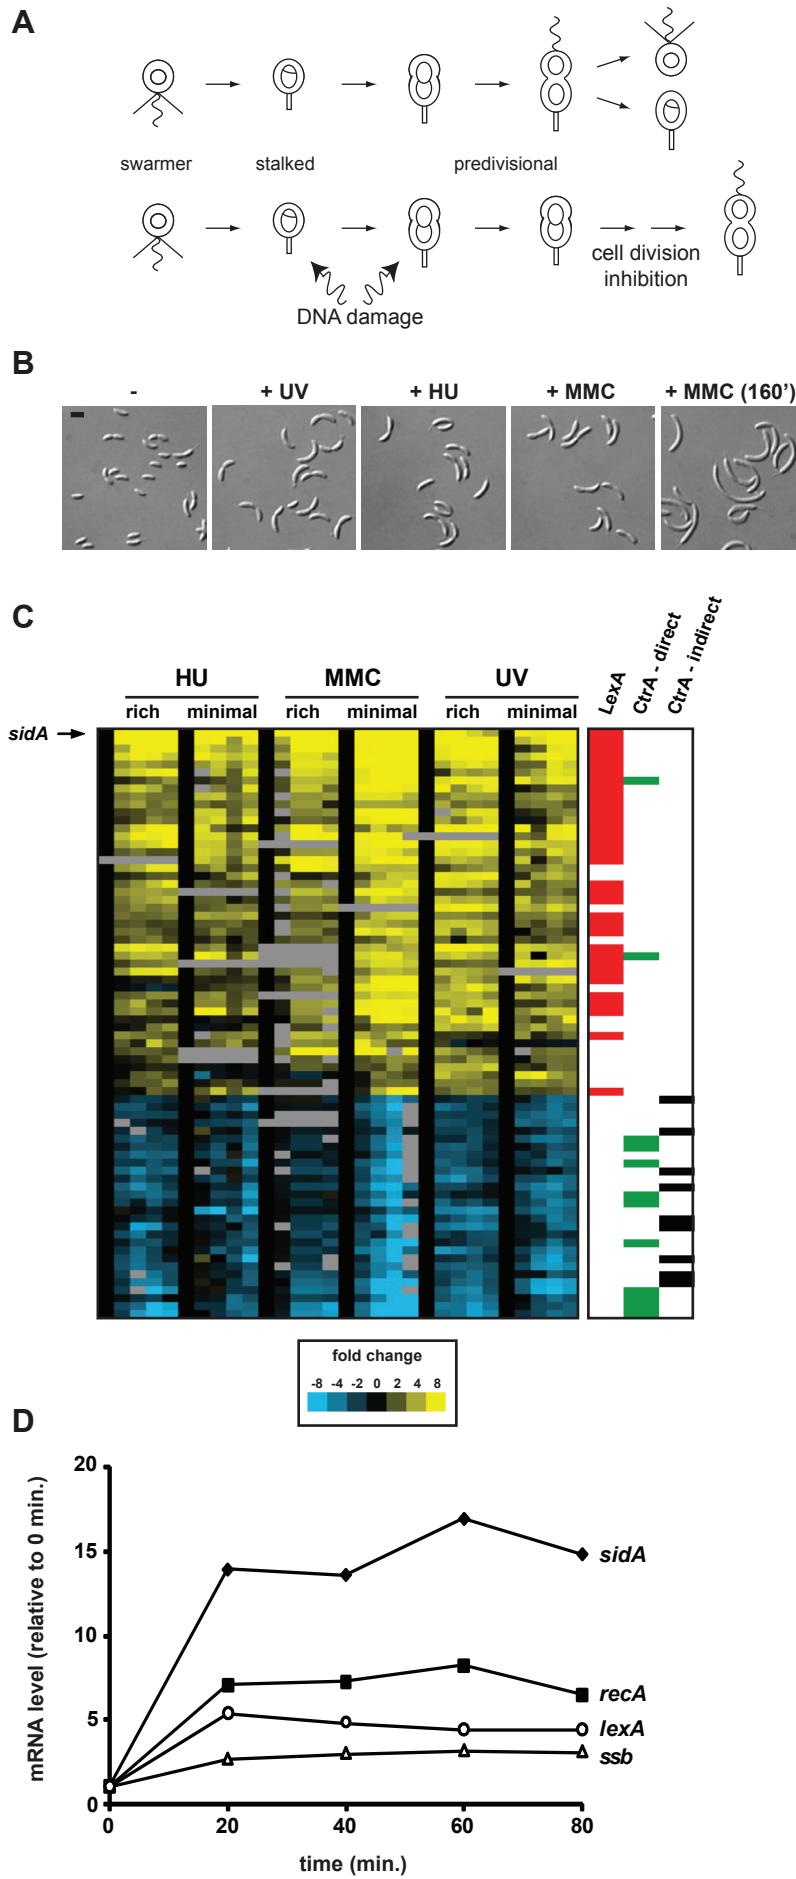 A
swarmer
stalked
predivisional
cell division
inhibition
DNA damage
B
-
+ UV
+ HU
+ MMC
+ MMC (160')
C
HU
MMC
UV
rich
minimal
rich
minimal
rich
minimal
LexA
CtrA - direct
CtrA - indirect
sidA
fold change
-8 -4 -2 0 2 4 8
D
mRNA level (relative to 0 min.)
20
15
10
5
0
sidA
recA
lexA
ssb
0 20 40 60 80
time (min.)